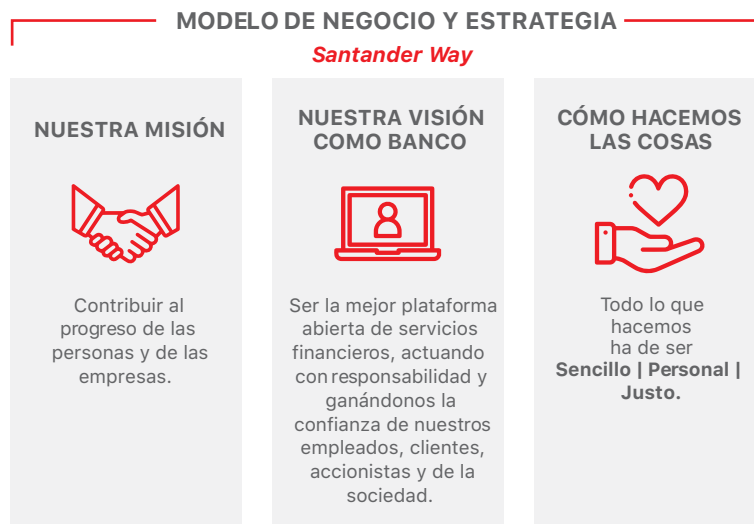 MODELO DE NEGOCIO Y ESTRATEGIA
Santander Way
NUESTRA MISIÓN
Contribuir al
progreso de las
personas y de las
empresas.
NUESTRA VISIÓN
COMO BANCO
Ser la mejor plataforma
abierta de servicios
financieros, actuando
con responsabilidad y
ganándonos la
confianza de nuestros
empleados, clientes,
accionistas y de la
sociedad.
CÓMO HACEMOS
LAS COSAS
Todo lo que
hacemos
ha de ser
Sencillo | Personal |
Justo.